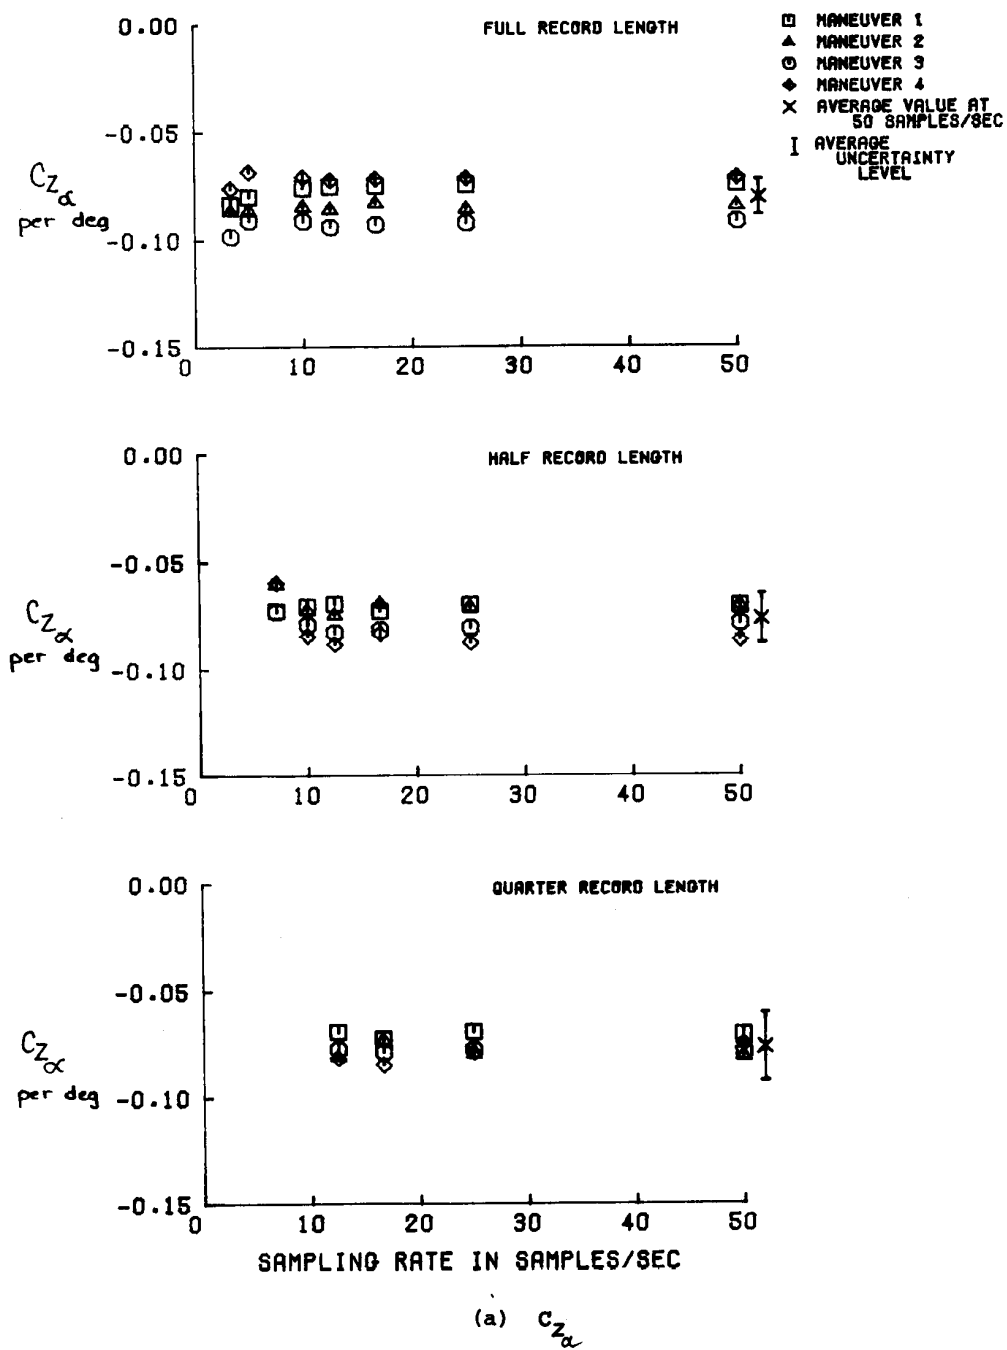 FULL RECORD LENGTH
MANEUVER 1
MANEUVER 2
MANEUVER 3
MANEUVER 4
AVERAGE VALUE AT
50 SAMPLES/SEC
AVERAGE
UNCERTAINTY
LEVEL
0.00
-0.05
CZα
per deg
-0.10
-0.15
0 10 20 30 40 50
HALF RECORD LENGTH
0.00
-0.05
CZα
per deg
-0.10
-0.15
0 10 20 30 40 50
QUARTER RECORD LENGTH
0.00
-0.05
CZα
per deg
-0.10
-0.15
0 10 20 30 40 50
SAMPLING RATE IN SAMPLES/SEC
(a) CZα